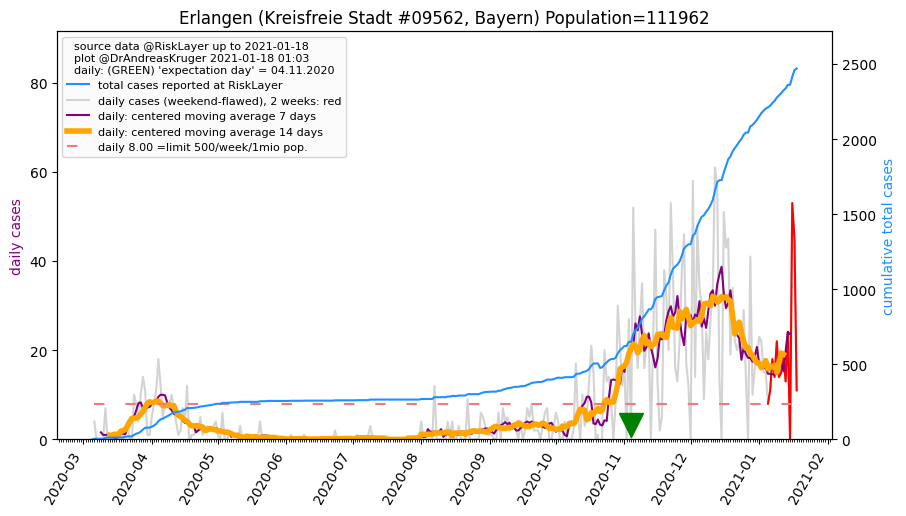 Erlangen (Kreisfreie Stadt #09562, Bayern) Population=111962
source data @RiskLayer up to 2021-01-18
plot @DrAndreasKruger 2021-01-18 01:03
daily: (GREEN) 'expectation day' = 04.11.2020
total cases reported at RiskLayer
daily cases (weekend-flawed), 2 weeks: red
daily: centered moving average 7 days
daily: centered moving average 14 days
daily 8.00 =limit 500/week/1mio pop.
daily cases
80
60
40
20
0
cumulative total cases
2500
2000
1500
1000
500
0
2020-03
2020-04
2020-05
2020-06
2020-07
2020-08
2020-09
2020-10
2020-11
2020-12
2021-01
2021-02